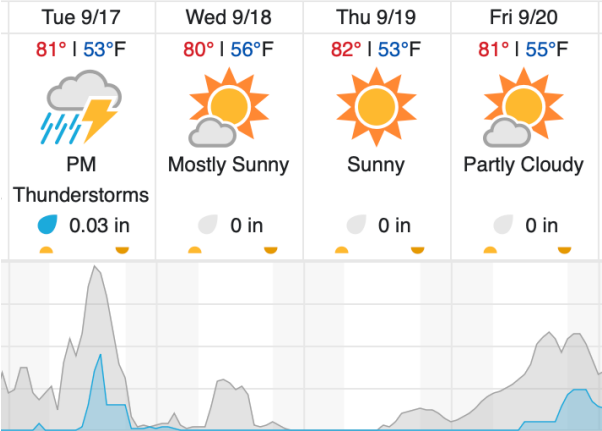 Tue 9/17
Wed 9/18
Thu 9/19
Fri 9/20
81° | 53°F
80° | 56°F
82° | 53°F
81° | 55°F
PM
Thunderstorms
Mostly Sunny
Sunny
Partly Cloudy
0.03 in
0 in
0 in
0 in